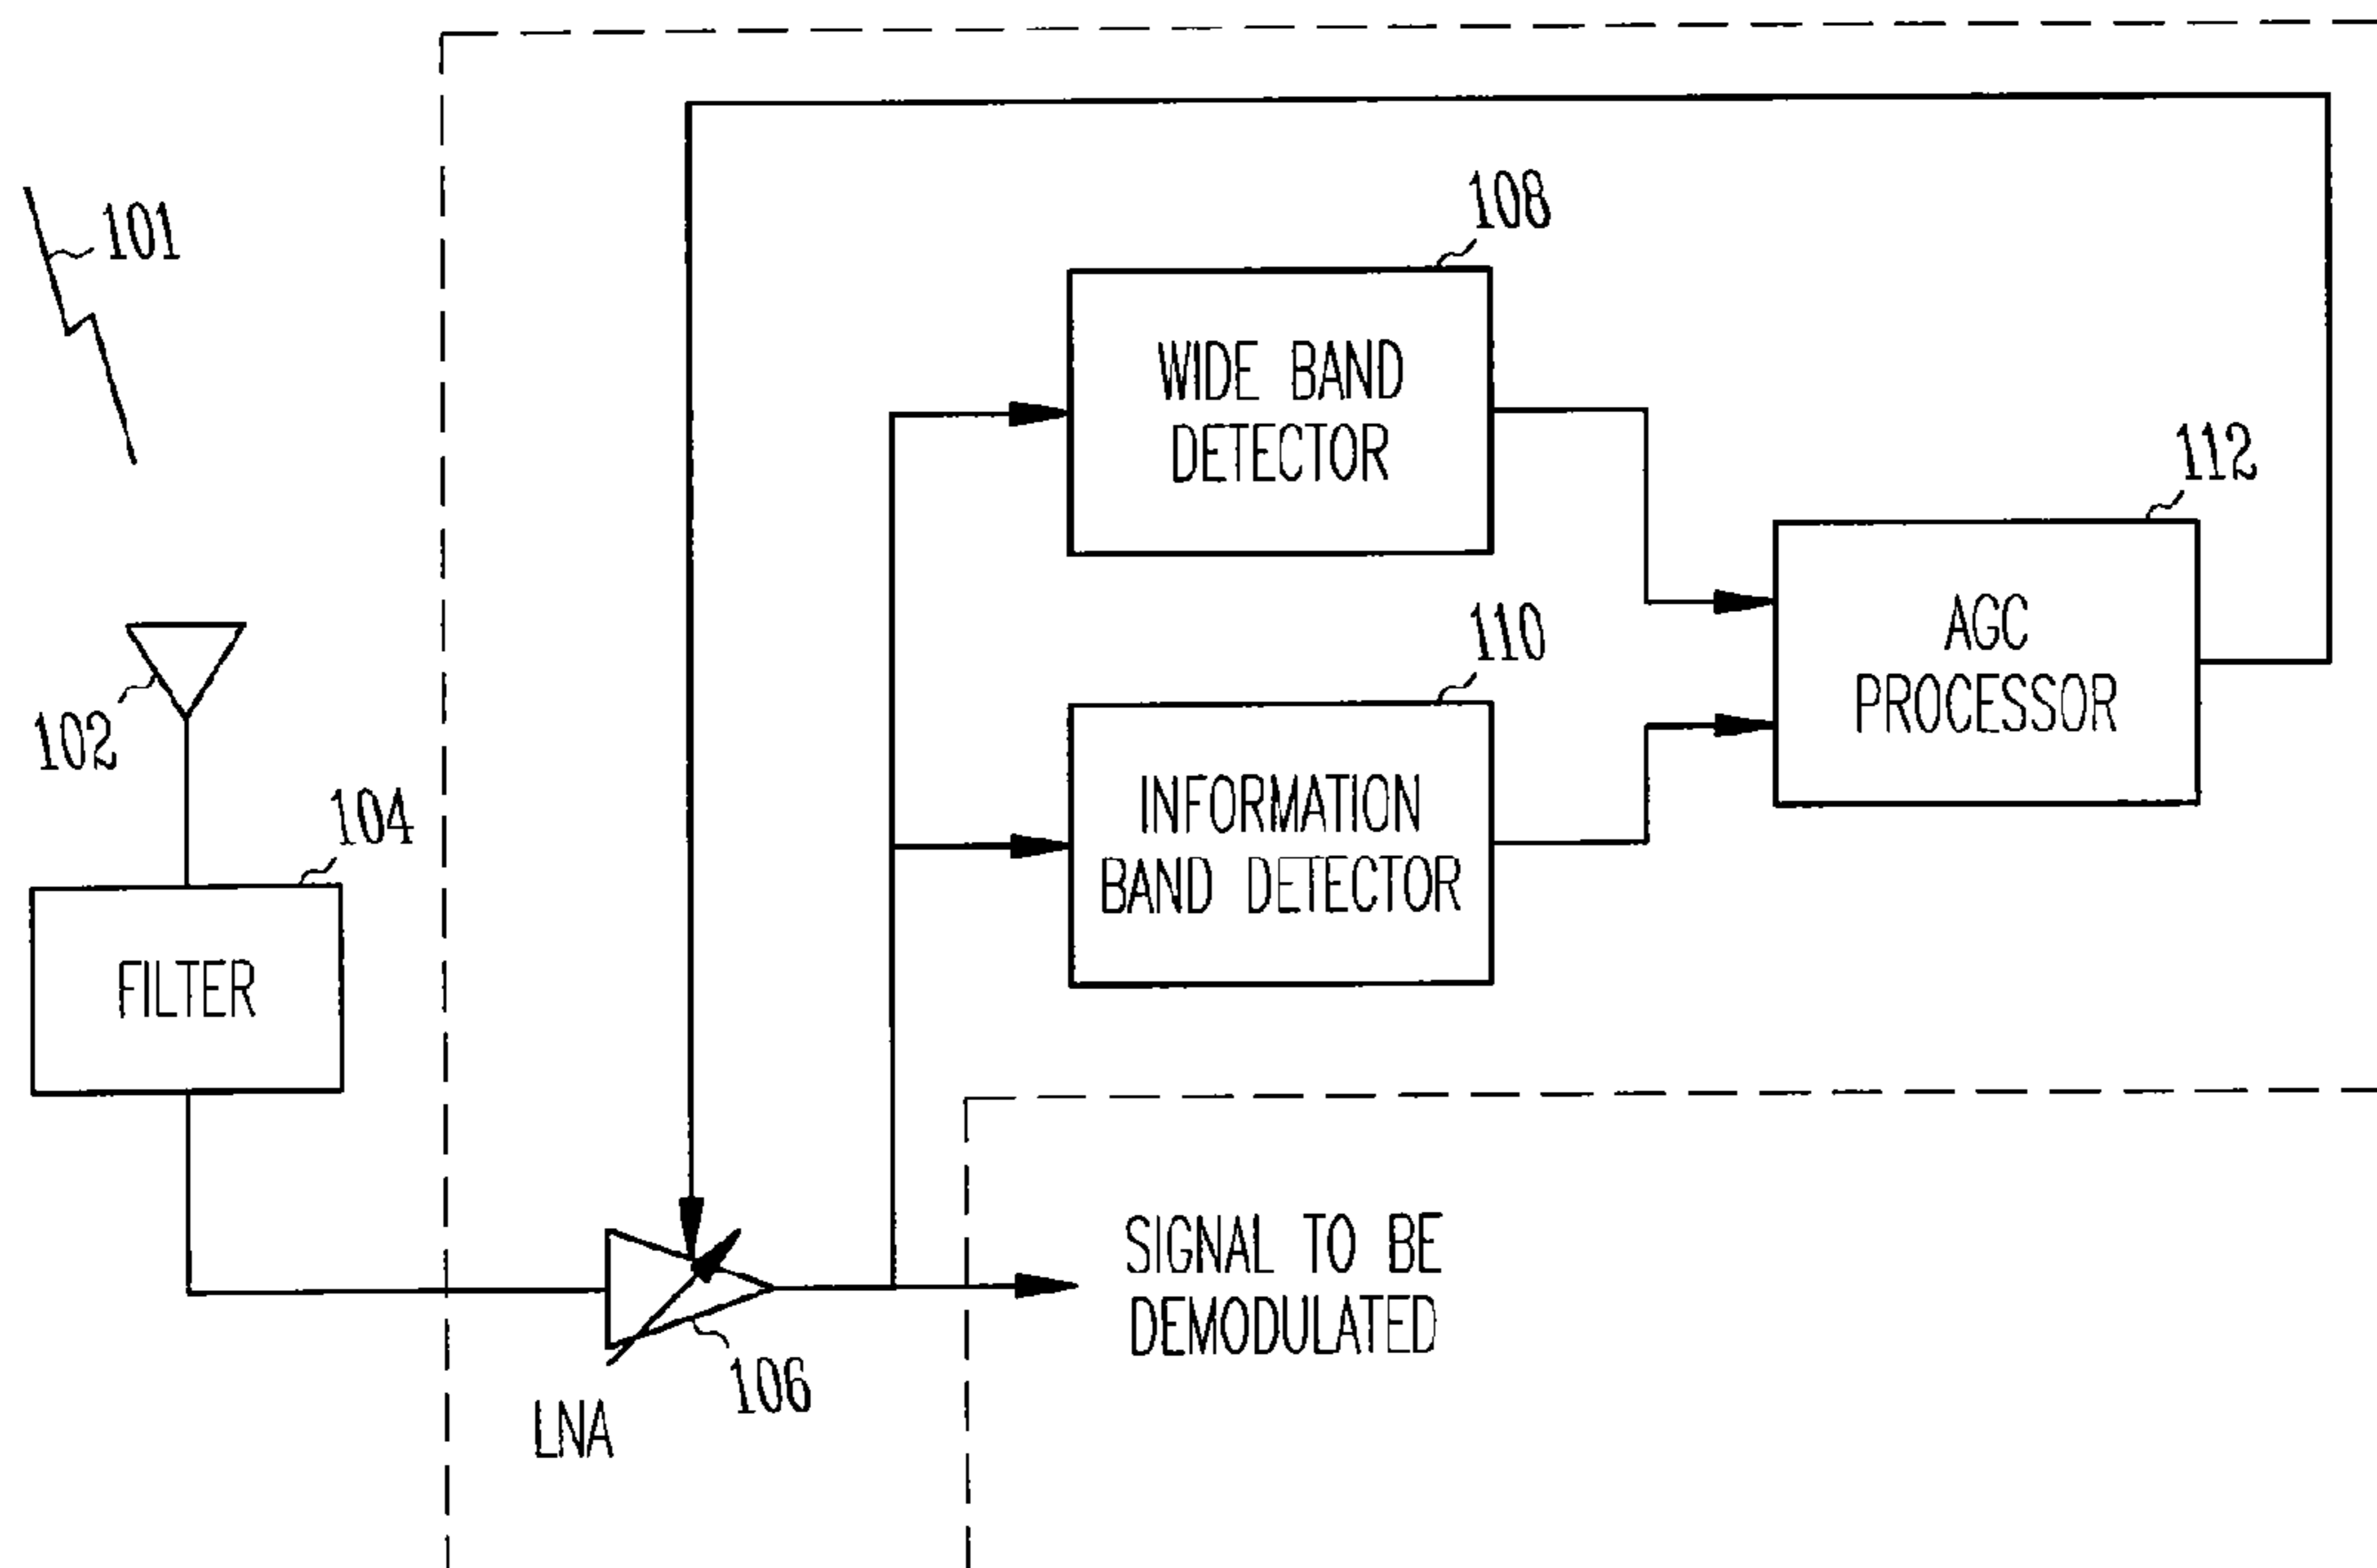 101
108
WIDE BAND
DETECTOR
112
AGC
PROCESSOR
102
110
INFORMATION
BAND DETECTOR
104
FILTER
SIGNAL TO BE
DEMODULATED
106
LNA